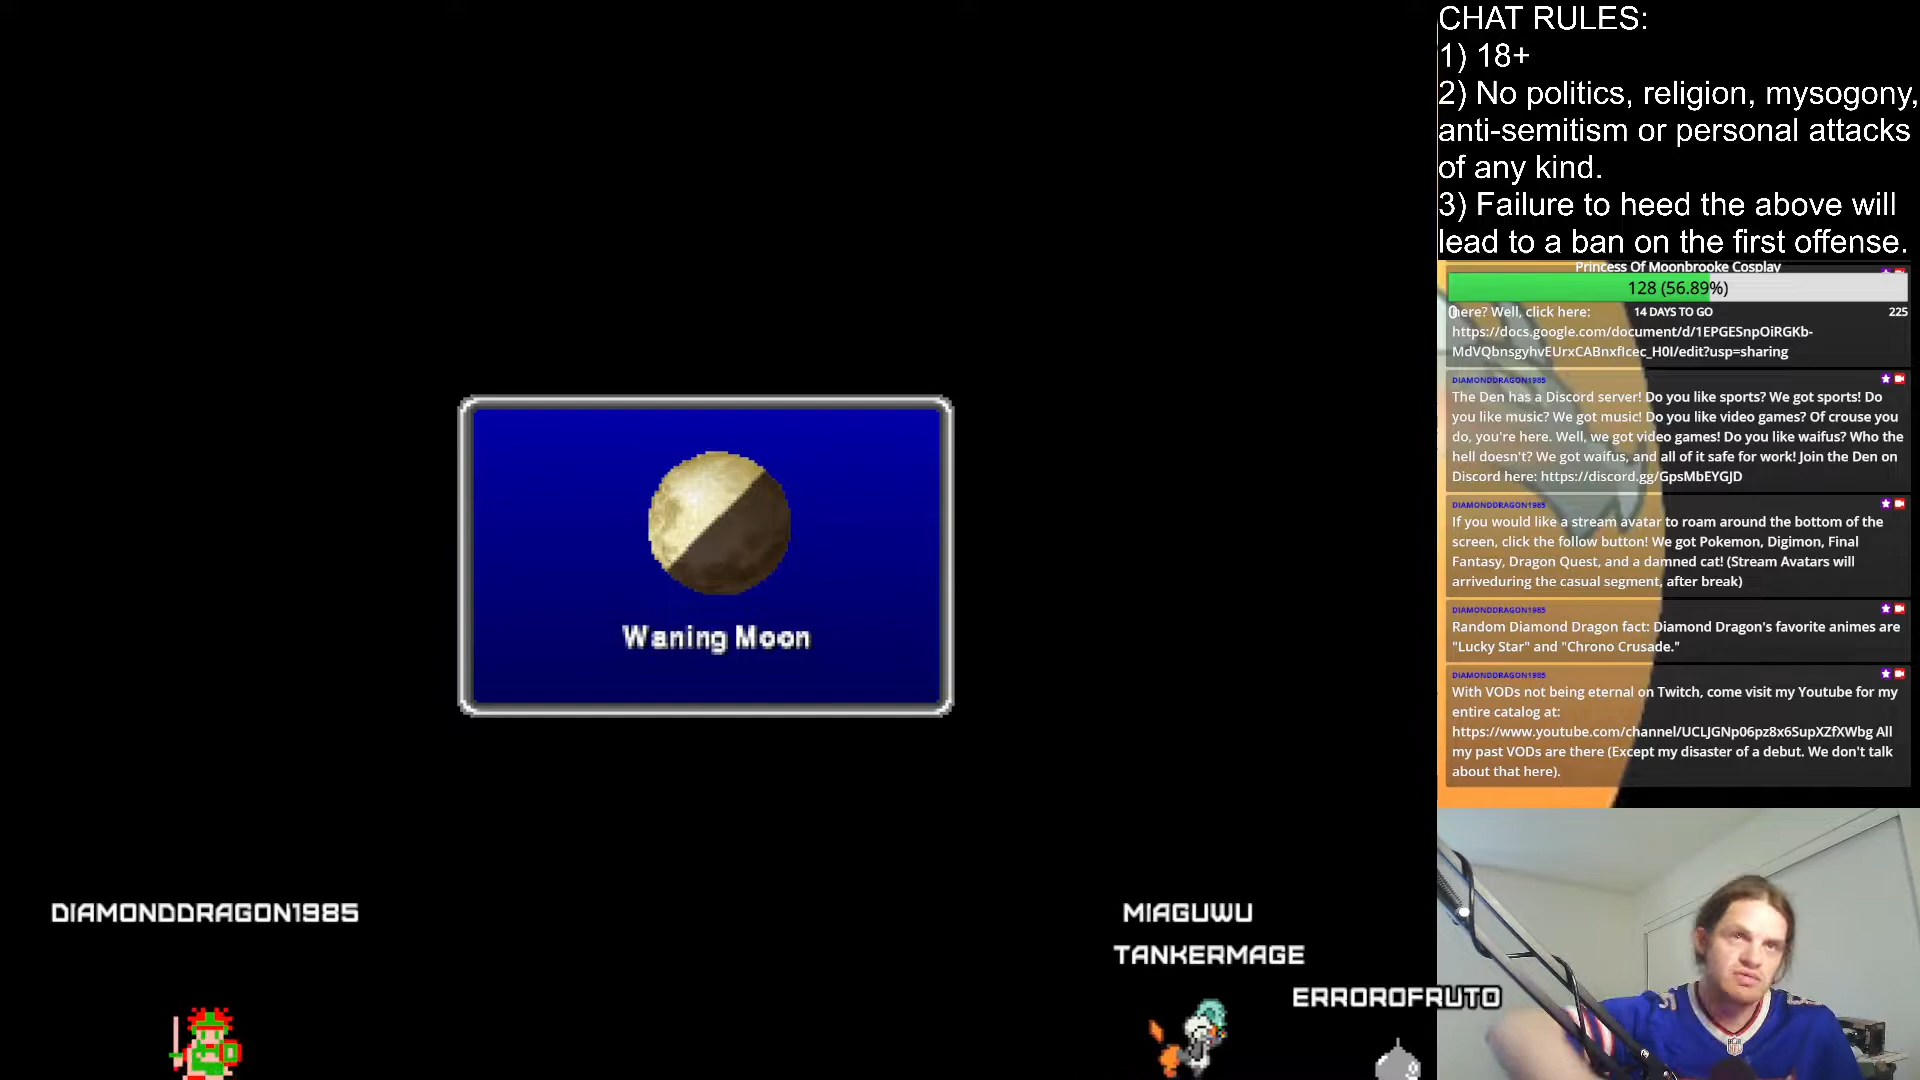 CHAT RULES:
1) 18+
2) No politics, religion, mysogony,
anti-semitism or personal attacks
of any kind.
3) Failure to heed the above will
lead to a ban on the first offense.
Princess Of Moonbrooke Cosplay
128 (56.89%)
0
14 DAYS TO GO
225
here? Well, click here:
https://docs.google.com/document/d/1EPGESnpOiRGKb-
MdVQbnsgyhvEUrxCABnxfIcec_H0I/edit?usp=sharing
DIAMONDDRAGON1985
The Den has a Discord server! Do you like sports? We got sports! Do
you like music? We got music! Do you like video games? Of crouse you
do, you're here. Well, we got video games! Do you like waifus? Who the
hell doesn't? We got waifus, and all of it safe for work! Join the Den on
Discord here: https://discord.gg/GpsMbEYGJD
DIAMONDDRAGON1985
If you would like a stream avatar to roam around the bottom of the
screen, click the follow button! We got Pokemon, Digimon, Final
Fantasy, Dragon Quest, and a damned cat! (Stream Avatars will
arriveduring the casual segment, after break)
DIAMONDDRAGON1985
Random Diamond Dragon fact: Diamond Dragon's favorite animes are
"Lucky Star" and "Chrono Crusade."
DIAMONDDRAGON1985
With VODs not being eternal on Twitch, come visit my Youtube for my
entire catalog at:
https://www.youtube.com/channel/UCLJGNp06pz8x6SupXZfXWbg All
my past VODs are there (Except my disaster of a debut. We don't talk
about that here).
Waning Moon
DIAMONDDRAGON1985
MIAGUWU
TANKERMAGE
ERROROFRUTO